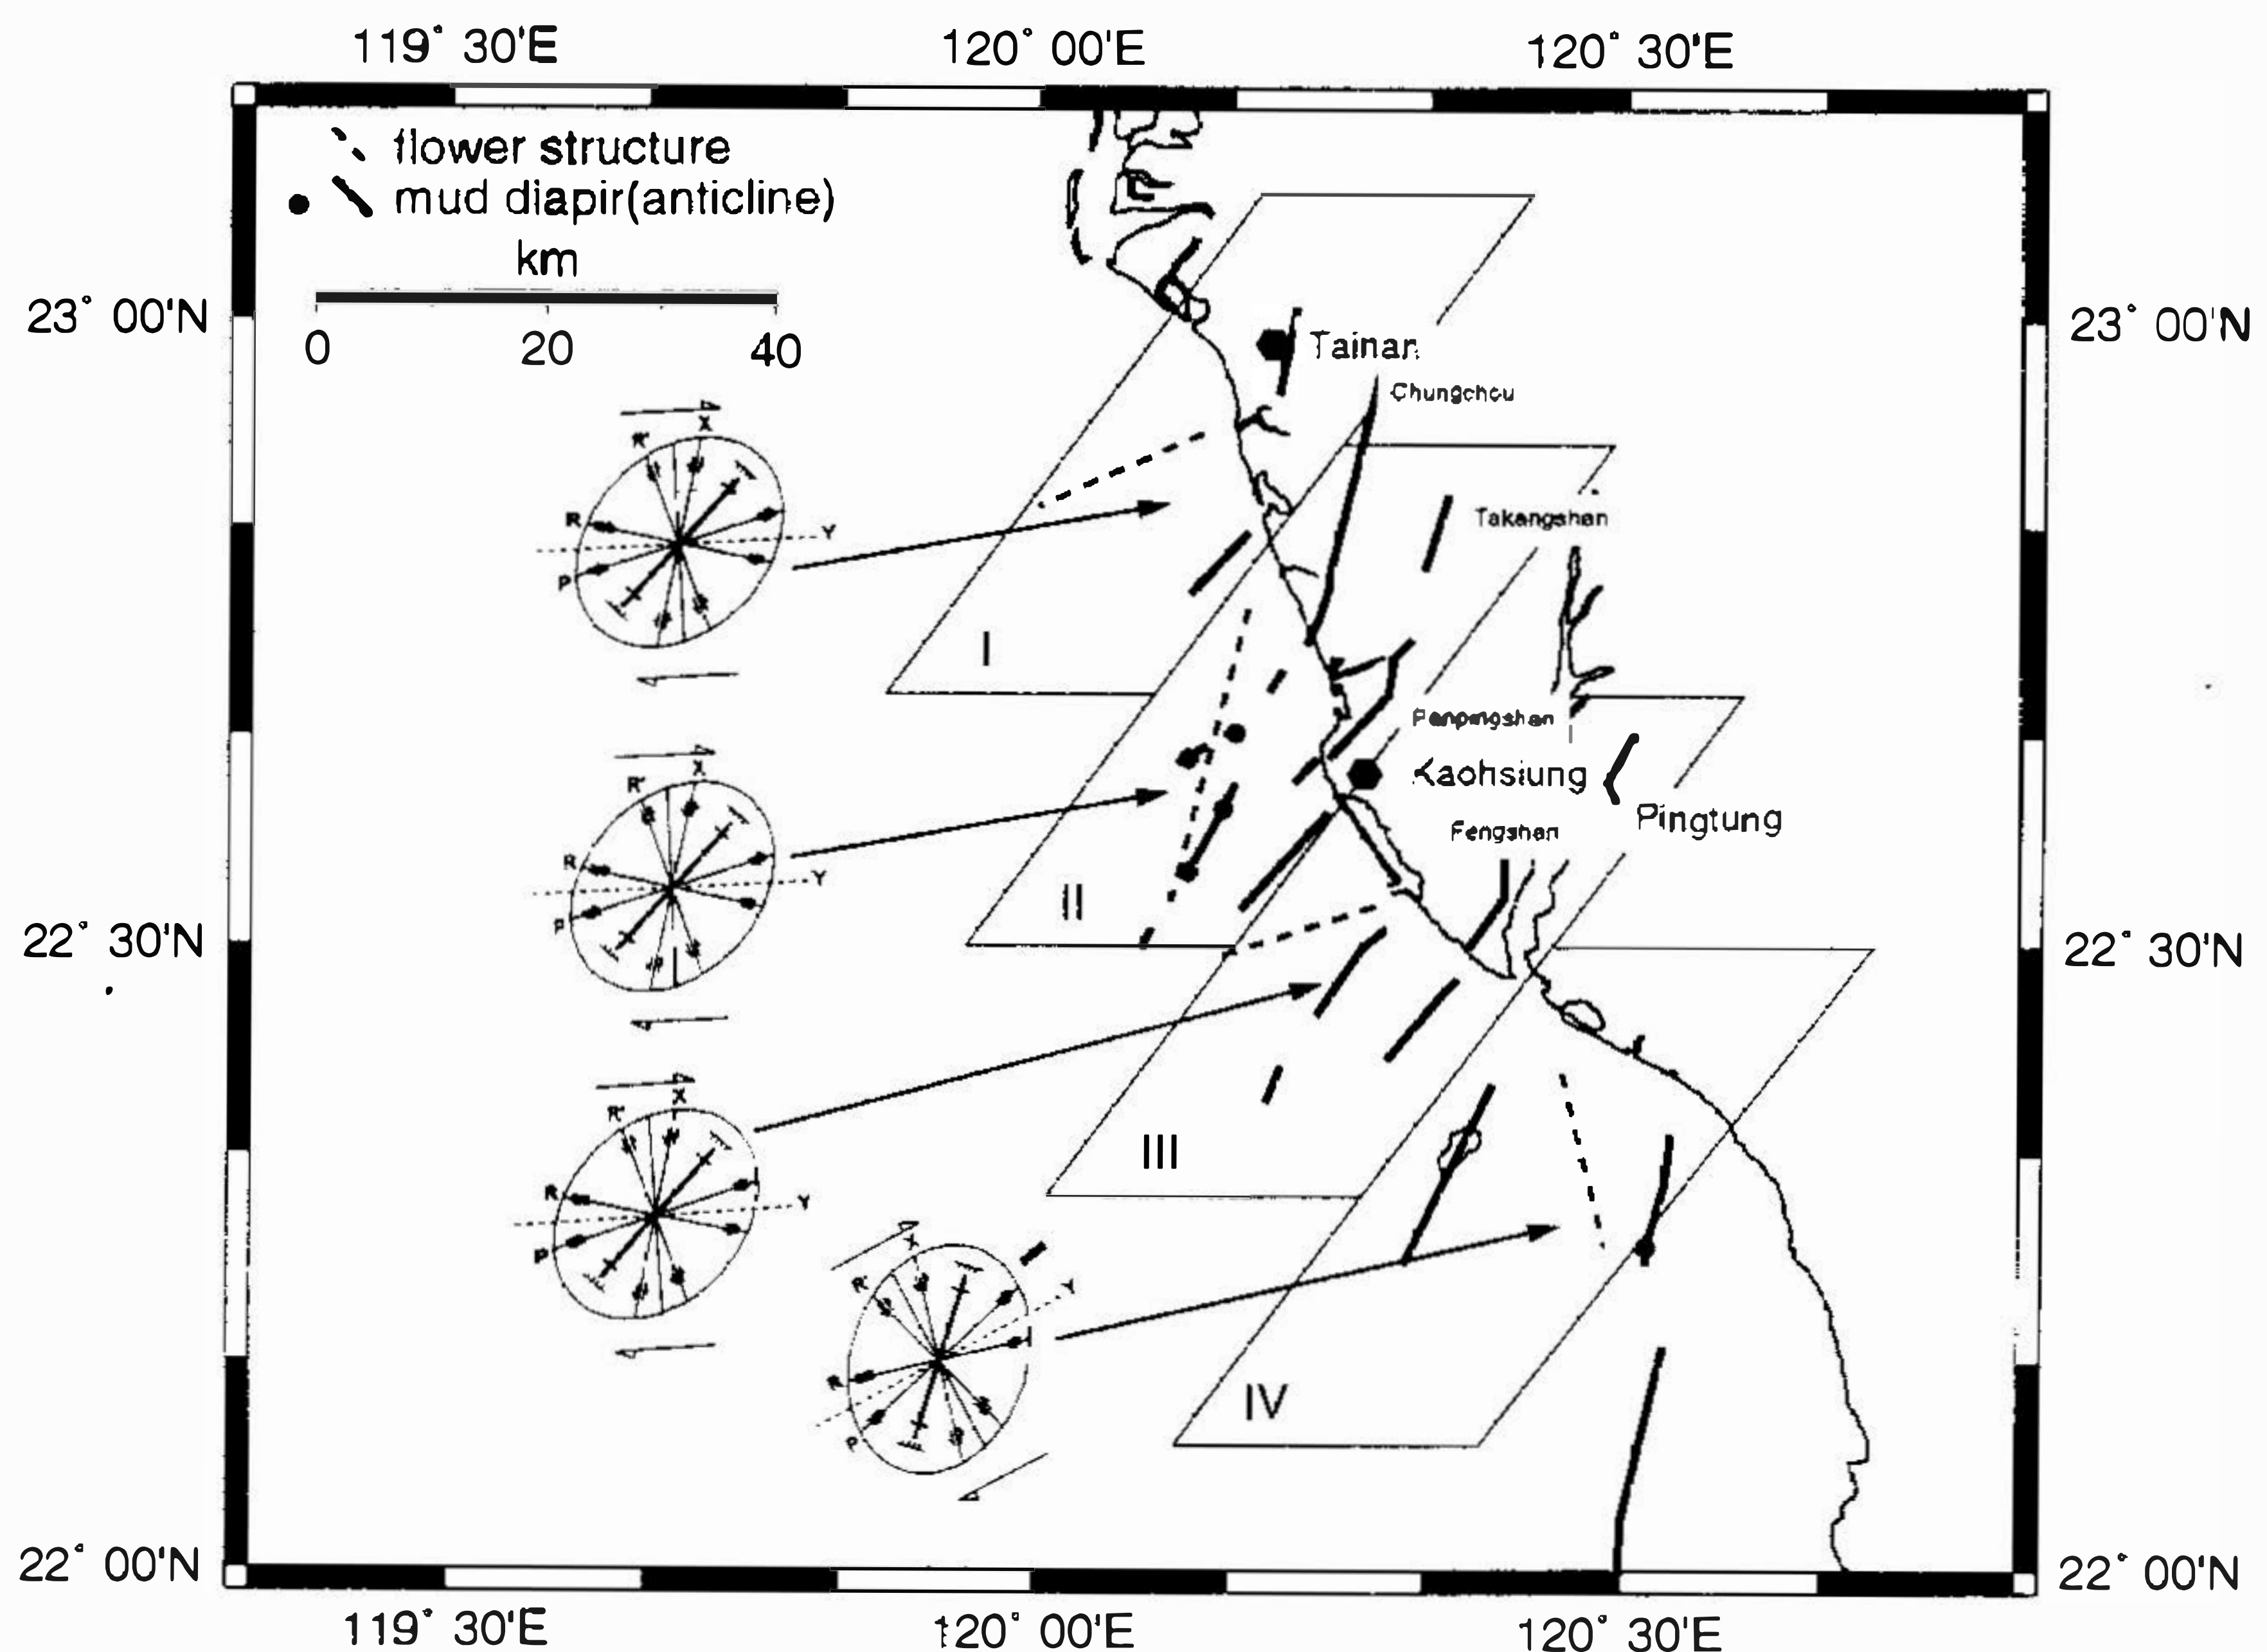 119° 30'E 120° 00'E 120° 30'E
flower structure
mud diapir(anticline)
km
0 20 40
23° 00'N 23° 00'N
Tainan
Chungchou
Takangshan
Panpingshan
Kaohsiung
Pingtung
Fengshan
X
R'
R
Y
P
I
X
R'
R
Y
P
II
22° 30'N 22° 30'N
X
R'
R
Y
P
III
X
R'
Y
R
P
IV
22° 00'N 22° 00'N
119° 30'E 120° 00'E 120° 30'E